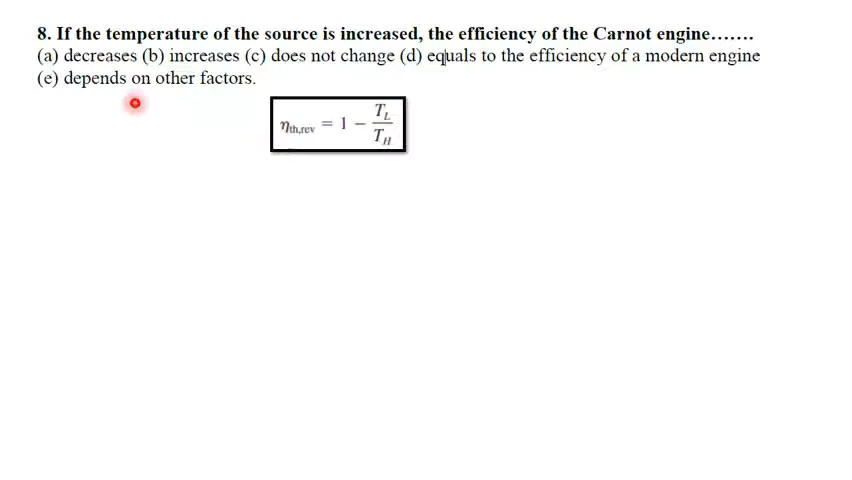 8. If the temperature of the source is increased, the efficiency of the Carnot engine…….
(a) decreases (b) increases (c) does not change (d) equals to the efficiency of a modern engine
(e) depends on other factors.
η_th,rev = 1 − T_L / T_H